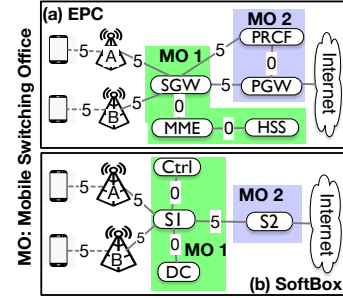 MO: Mobile Switching Office
(a) EPC
MO 2
PRCF
5
A
5
5
MO 1
0
SGW
5
PGW
Internet
5
B
5
0
MME
0
HSS
Ctrl
5
A
5
0
MO 2
S1
5
S2
Internet
5
B
5
0
MO 1
DC
(b) SoftBox